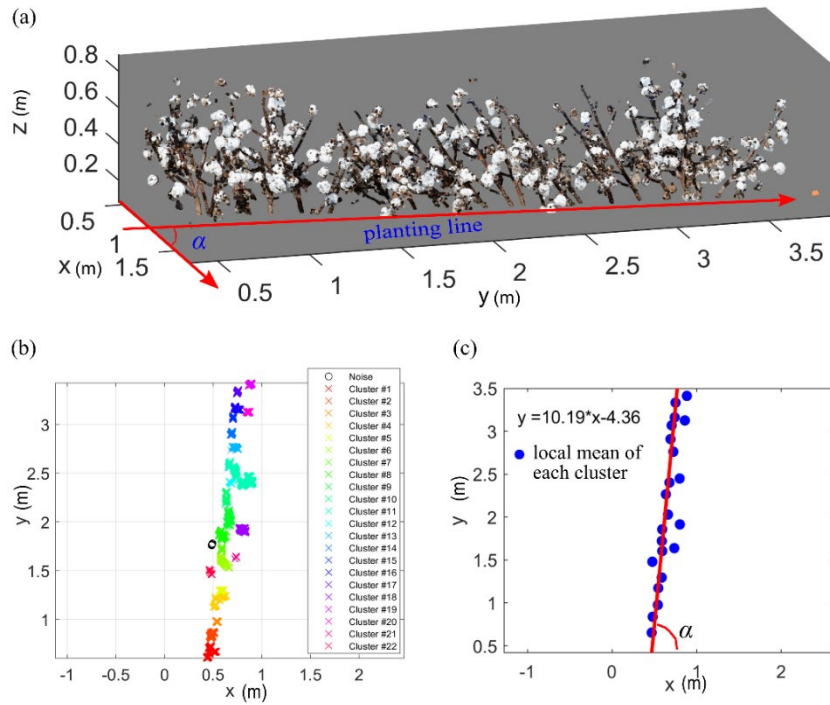 (a)
0.8
0.6
0.4
0.2
Z (m)
0.5
1
1.5
x (m)
α
planting line
0.5
1
1.5
2
2.5
3
3.5
y (m)
(b)
3
2.5
2
1.5
1
y (m)
-1
-0.5
0
0.5
1
1.5
2
x (m)
Noise
Cluster #1
Cluster #2
Cluster #3
Cluster #4
Cluster #5
Cluster #6
Cluster #7
Cluster #8
Cluster #9
Cluster #10
Cluster #11
Cluster #12
Cluster #13
Cluster #14
Cluster #15
Cluster #16
Cluster #17
Cluster #18
Cluster #19
Cluster #20
Cluster #21
Cluster #22
(c)
3.5
3
2.5
2
1.5
1
0.5
y (m)
y =10.19*x-4.36
local mean of
each cluster
α
-1
0
1
2
x (m)